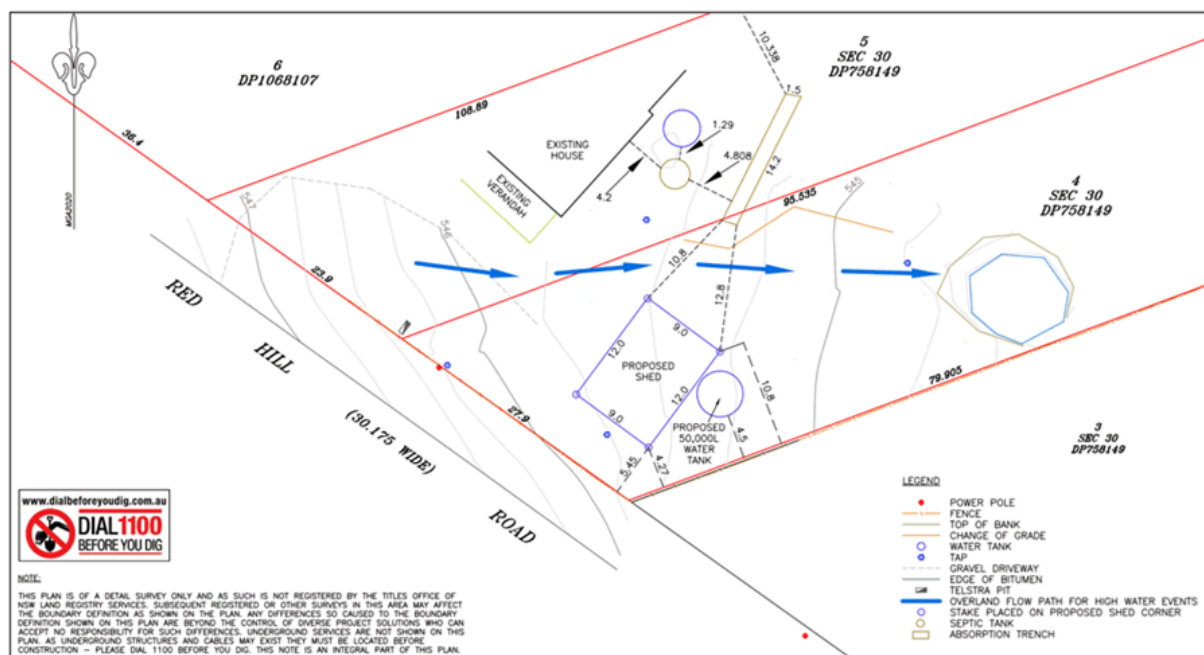 6
DP1068107
5
SEC 30
DP758149
10.338
1.5
108.89
36.4
MGA2020
EXISTING
HOUSE
1.29
4.808
14.2
4.2
EXISTING
VERANDAH
545
95.535
4
SEC 30
DP758149
547
546
10.8
12.8
23.9
RED
HILL
ROAD
(30.175 WIDE)
9.0
12.0
PROPOSED
SHED
12.0
9.0
27.9
PROPOSED
50,000L
WATER
TANK
10.8
4.5
5.45
4.27
79.905
3
SEC 30
DP758149
LEGEND
POWER POLE
FENCE
TOP OF BANK
CHANGE OF GRADE
WATER TANK
TAP
GRAVEL DRIVEWAY
EDGE OF BITUMEN
TELSTRA PIT
OVERLAND FLOW PATH FOR HIGH WATER EVENTS
STAKE PLACED ON PROPOSED SHED CORNER
SEPTIC TANK
ABSORPTION TRENCH
www.dialbeforeyoudig.com.au
DIAL1100
BEFORE YOU DIG
NOTE:
THIS PLAN IS OF A DETAIL SURVEY ONLY AND AS SUCH IS NOT REGISTERED BY THE TITLES OFFICE OF
NSW LAND REGISTRY SERVICES. SUBSEQUENT REGISTERED OR OTHER SURVEYS IN THIS AREA MAY AFFECT
THE BOUNDARY DEFINITION AS SHOWN ON THE PLAN. ANY DIFFERENCES SO CAUSED TO THE BOUNDARY
DEFINITION SHOWN ON THIS PLAN ARE BEYOND THE CONTROL OF DIVERSE PROJECT SOLUTIONS WHO CAN
ACCEPT NO RESPONSIBILITY FOR SUCH DIFFERENCES. UNDERGROUND SERVICES ARE NOT SHOWN ON THIS
PLAN. AS UNDERGROUND STRUCTURES AND CABLES MAY EXIST THEY MUST BE LOCATED BEFORE
CONSTRUCTION – PLEASE DIAL 1100 BEFORE YOU DIG. THIS NOTE IS AN INTEGRAL PART OF THIS PLAN.